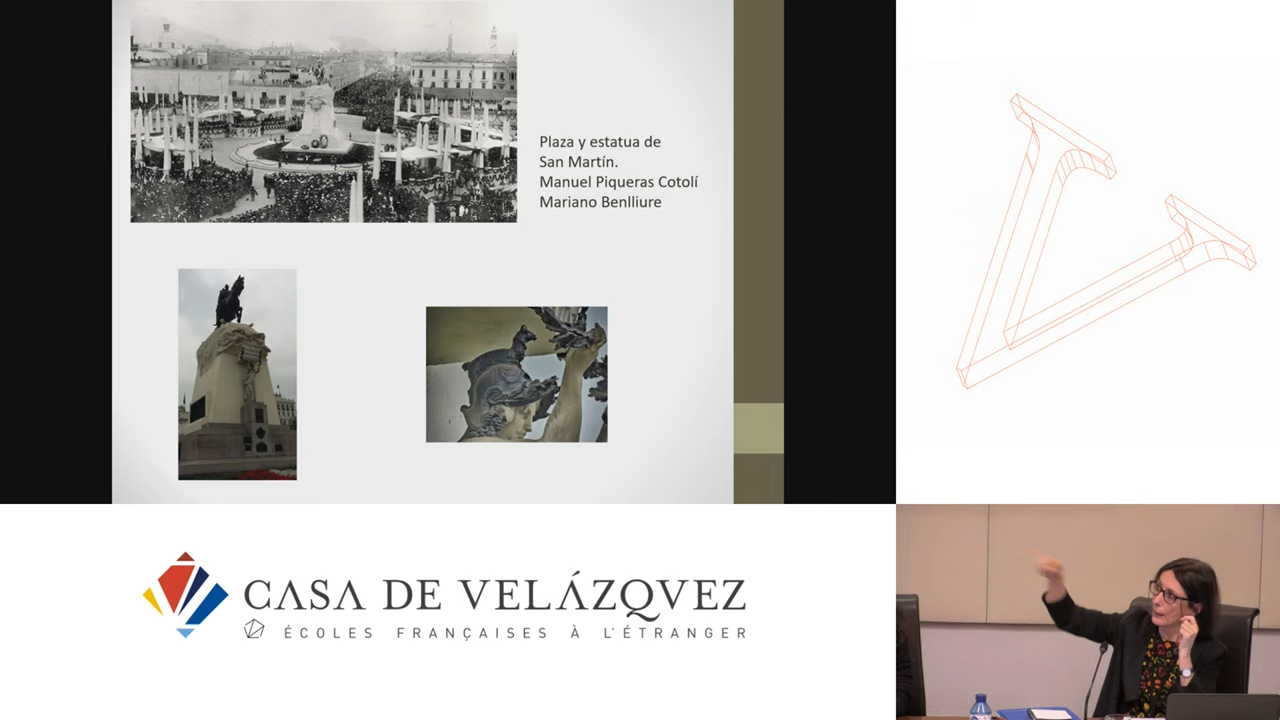 Plaza y estatua de
San Martín.
Manuel Piqueras Cotolí
Mariano Benlliure
CASA DE VELÁZQVEZ
ÉCOLES FRANÇAISES À L'ÉTRANGER